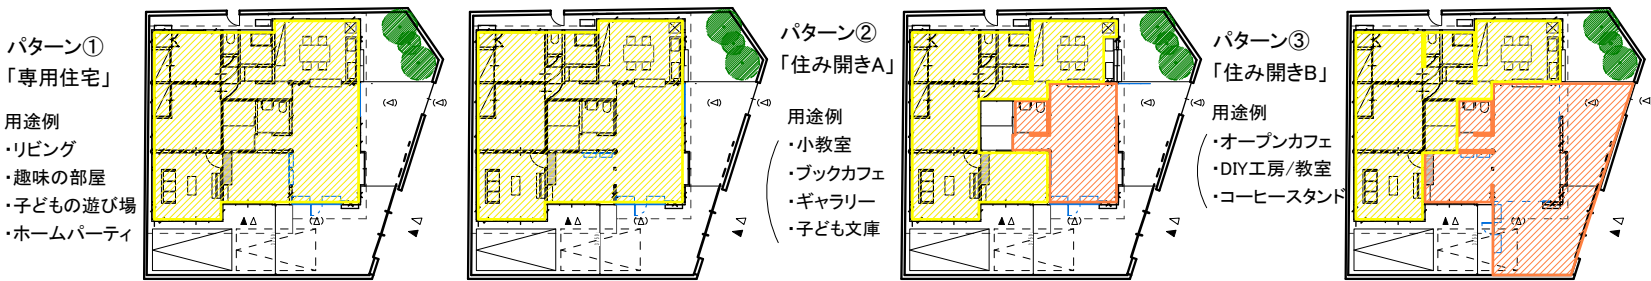 パターン①
「専用住宅」
用途例
・リビング
・趣味の部屋
・子どもの遊び場
・ホームパーティ
パターン②
「住み開きA」
用途例
・小教室
・ブックカフェ
・ギャラリー
・子ども文庫
パターン③
「住み開きB」
用途例
・オープンカフェ
・DIY工房/教室
・コーヒースタンド